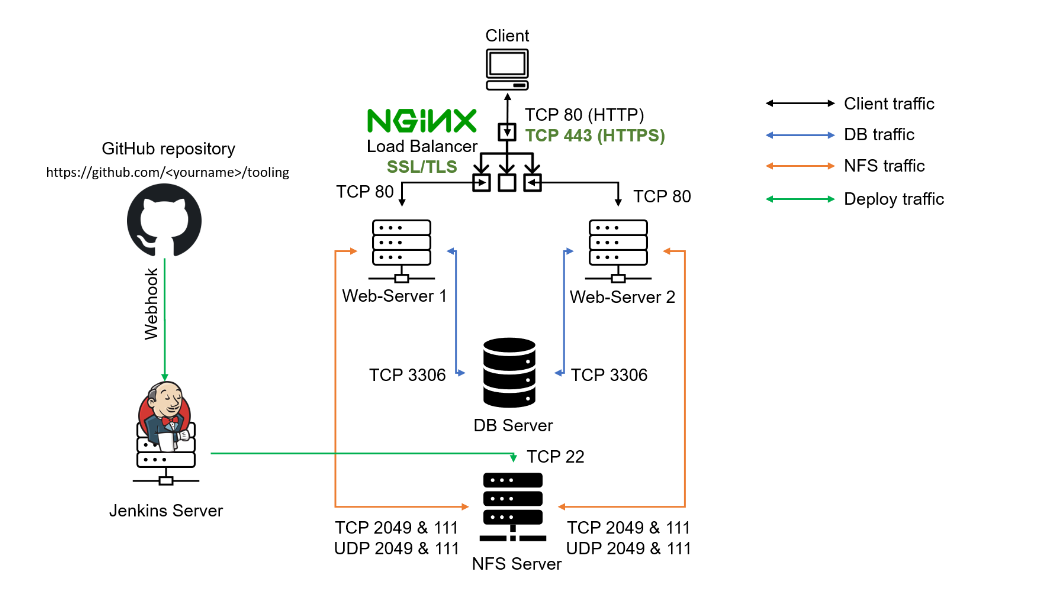 Client
NGINX
TCP 80 (HTTP)
TCP 443 (HTTPS)
Load Balancer
SSL/TLS
TCP 80
TCP 80
Client traffic
DB traffic
NFS traffic
Deploy traffic
GitHub repository
https://github.com/<yourname>/tooling
Webhook
Jenkins Server
Web-Server 1
Web-Server 2
TCP 3306
TCP 3306
DB Server
TCP 22
TCP 2049 & 111
UDP 2049 & 111
TCP 2049 & 111
UDP 2049 & 111
NFS Server